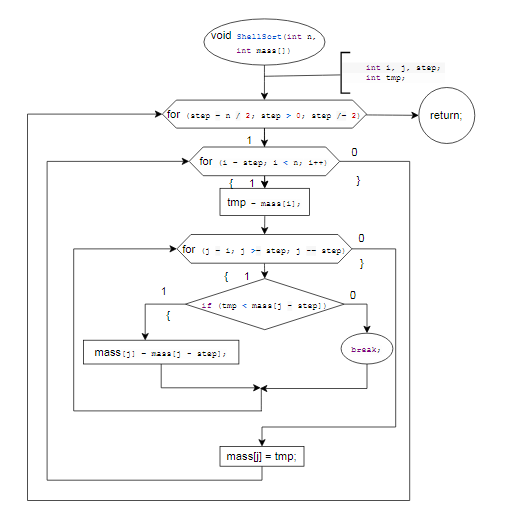 void ShellSort(int n,
int mass[])
int i, j, step;
int tmp;
for (step = n / 2; step > 0; step /= 2)
return;
1
for (i = step; i < n; i++)
0
{ 1
}
tmp = mass[i];
for (j = i; j >= step; j -= step)
0
}
{ 1
if (tmp < mass[j - step])
1
0
{
mass[j] = mass[j - step];
break;
mass[j] = tmp;